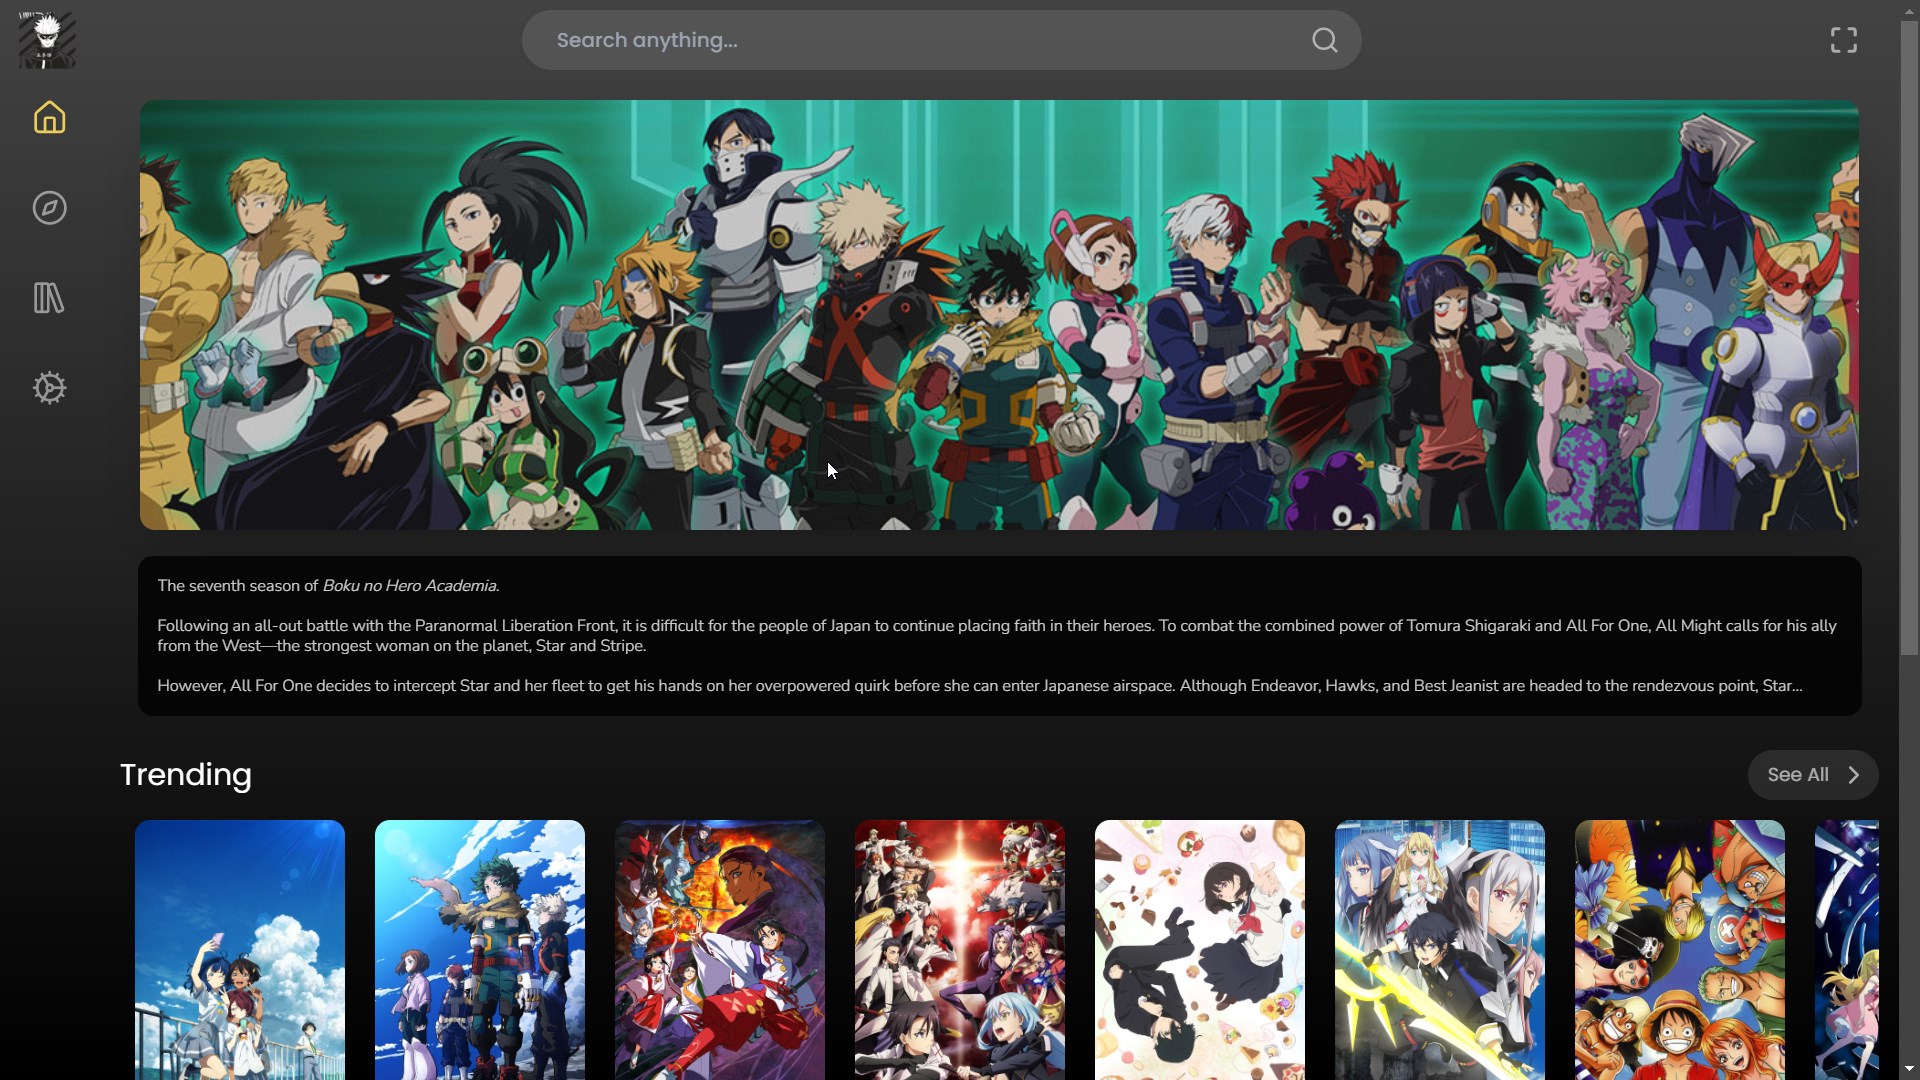 Search anything...
The seventh season of Boku no Hero Academia.
Following an all-out battle with the Paranormal Liberation Front, it is difficult for the people of Japan to continue placing faith in their heroes. To combat the combined power of Tomura Shigaraki and All For One, All Might calls for his ally
from the West—the strongest woman on the planet, Star and Stripe.
However, All For One decides to intercept Star and her fleet to get his hands on her overpowered quirk before she can enter Japanese airspace. Although Endeavor, Hawks, and Best Jeanist are headed to the rendezvous point, Star...
Trending
See All